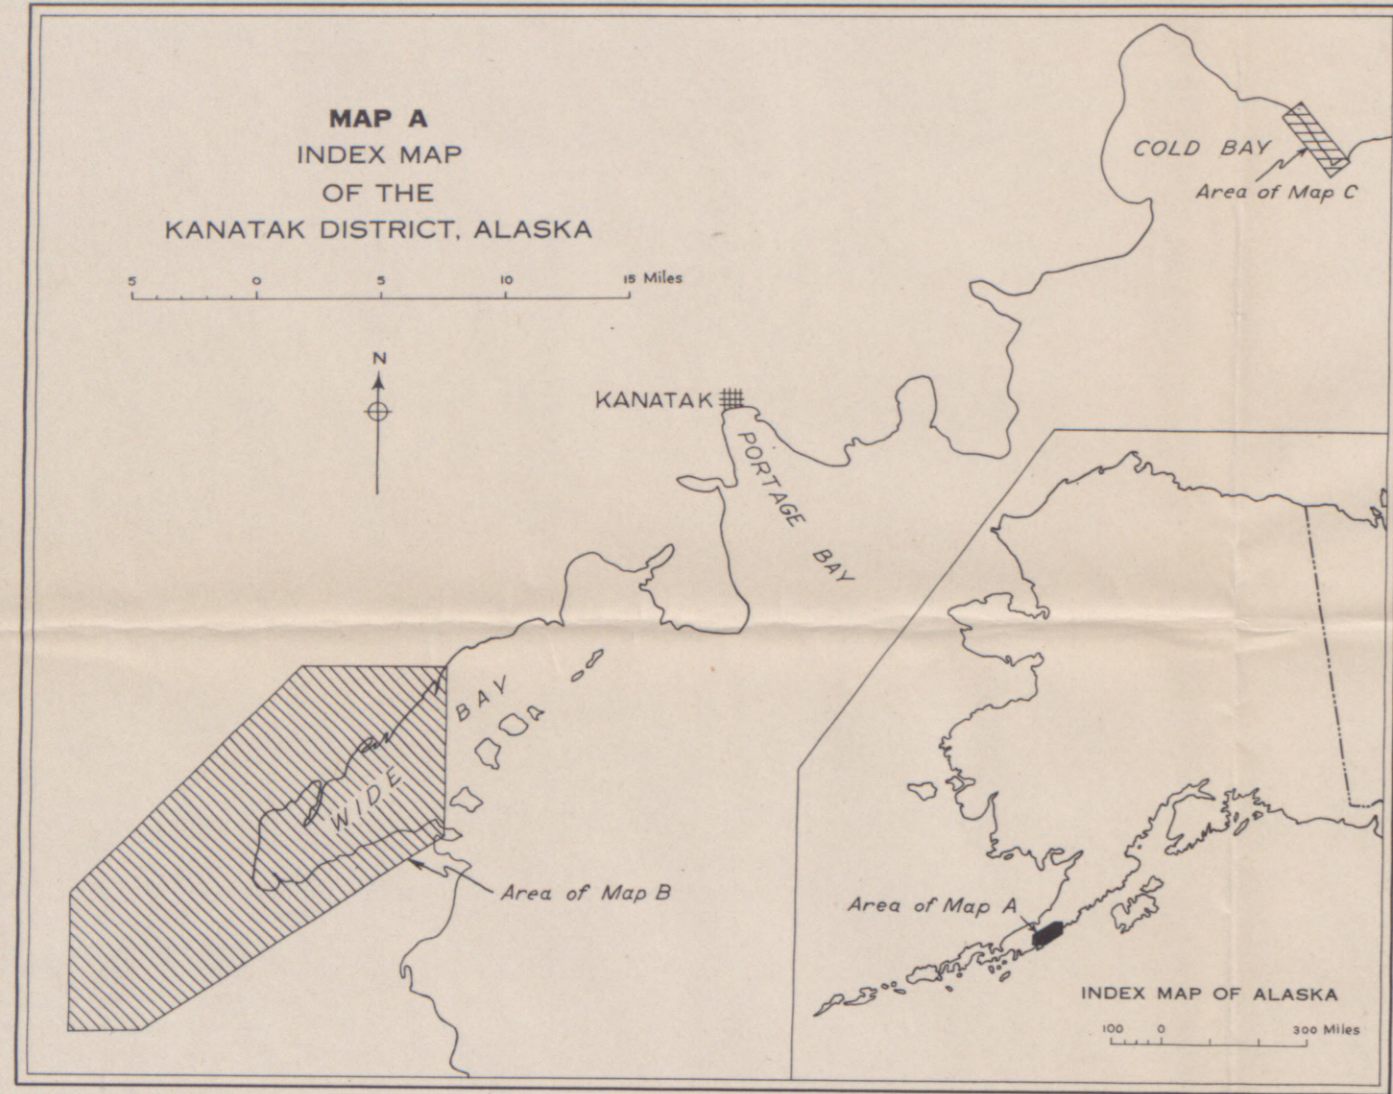 MAP A
INDEX MAP
OF THE
KANATAK DISTRICT, ALASKA
5 0 5 10 15 Miles
N
COLD BAY
Area of Map C
KANATAK
PORTAGE BAY
WIDE BAY
Area of Map B
Area of Map A
INDEX MAP OF ALASKA
100 0 300 Miles